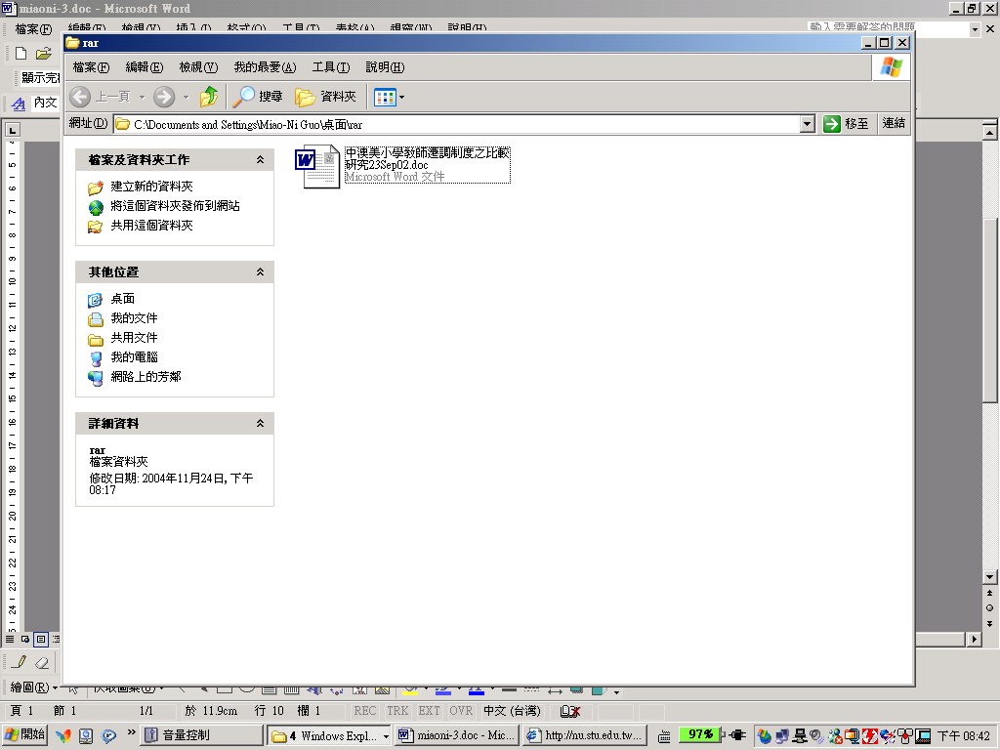 miaoni-3.doc - Microsoft Word
檔案(F) 編輯(E) 檢視(V) 插入(I) 格式(O) 工具(T) 表格(A) 視窗(W) 說明(H) 輸入需要解答的問題
顯示完
內文
rar
檔案(F) 編輯(E) 檢視(V) 我的最愛(A) 工具(T) 說明(H)
上一頁 搜尋 資料夾
網址(D) C:\Documents and Settings\Miao-Ni Guo\桌面\rar 移至 連結
檔案及資料夾工作
建立新的資料夾
將這個資料夾發佈到網站
共用這個資料夾
其他位置
桌面
我的文件
共用文件
我的電腦
網路上的芳鄰
詳細資料
rar
檔案資料夾
修改日期: 2004年11月24日, 下午
08:17
中澳美小學教師遷調制度之比較
研究23Sep02.doc
Microsoft Word 文件
繪圖(R) 快取圖案(U)
頁 1 節 1 1/1 於 11.9cm 行 10 欄 1 REC TRK EXT OVR 中文 (台灣)
開始 音量控制 4 Windows Expl... miaoni-3.doc - Mic... http://nu.stu.edu.tw... 97% 下午 08:42